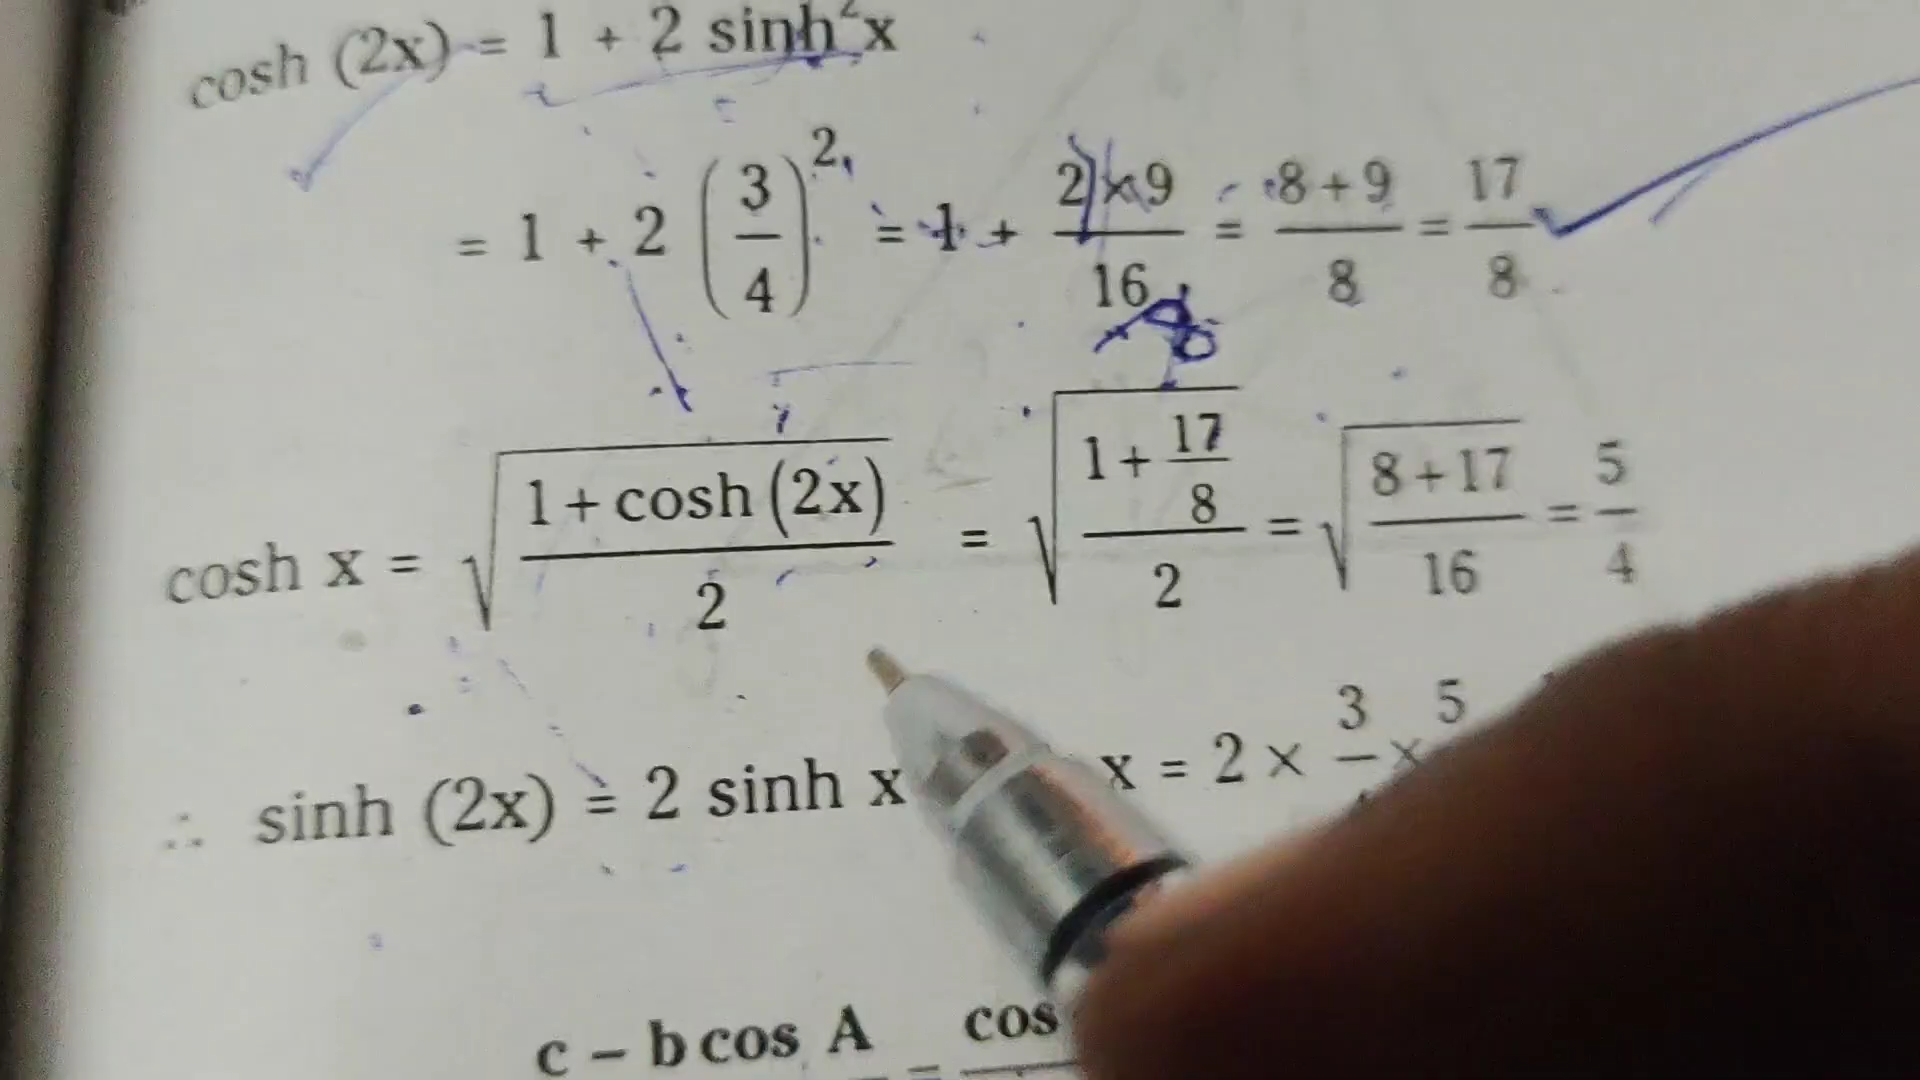 cosh (2x) = 1 + 2 sinh²x
= 1 + 2 (3/4)² = 1 + 2×9/16 = 8+9/8 = 17/8
8
cosh x = √(1+cosh (2x)/2) = √(1+17/8/2) = √(8+17/16) = 5/4
∴ sinh (2x) = 2 sinh x x = 2 × 3 × 5
c – b cos A = cos